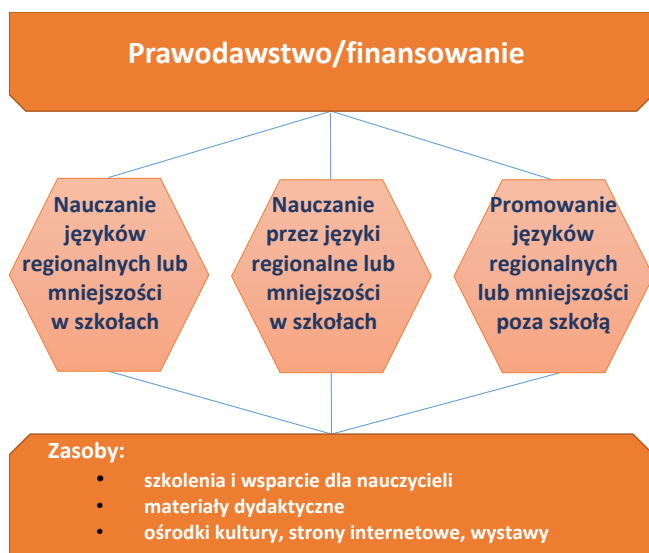 Prawodawstwo/finansowanie
Nauczanie
języków
regionalnych lub
mniejszości
w szkołach
Nauczanie
przez języki
regionalne lub
mniejszości
w szkołach
Promowanie
języków
regionalnych
lub mniejszości
poza szkołą
Zasoby:
• szkolenia i wsparcie dla nauczycieli
• materiały dydaktyczne
• ośrodki kultury, strony internetowe, wystawy